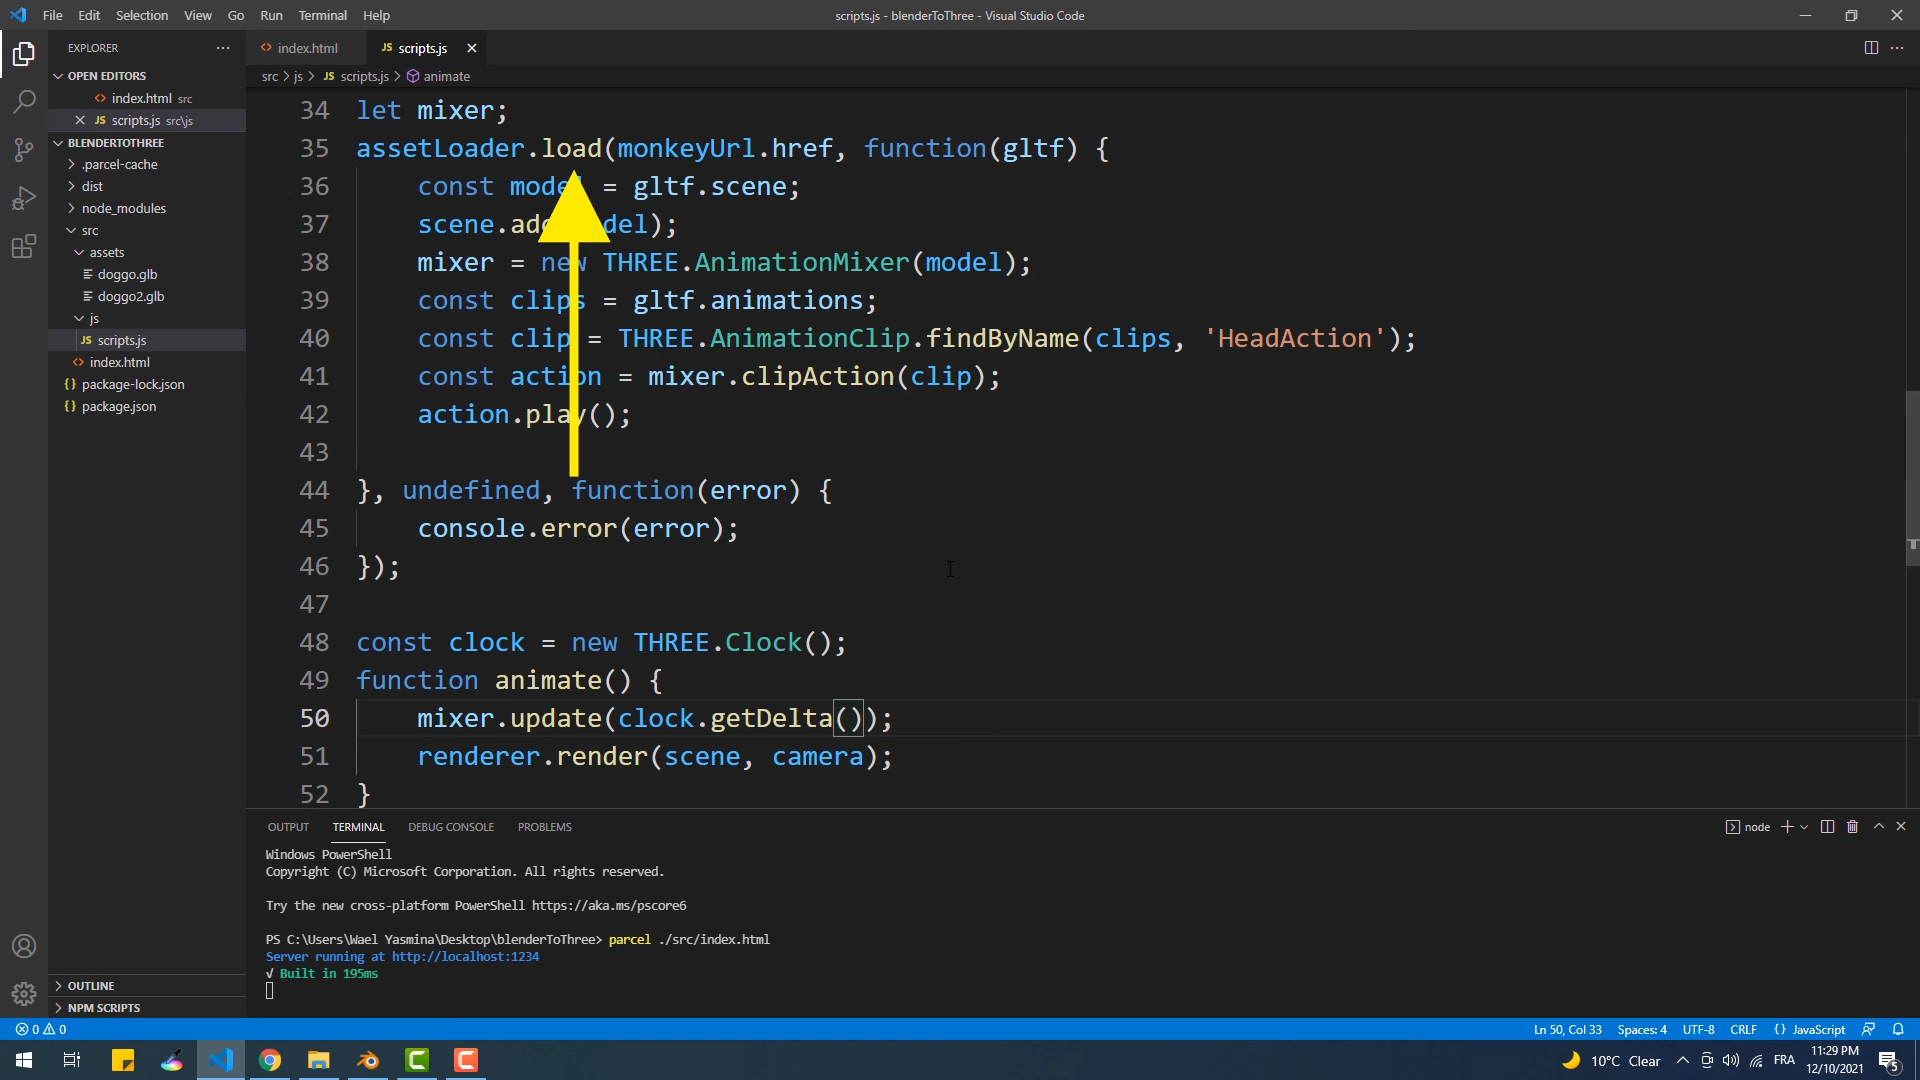 File Edit Selection View Go Run Terminal Help
scripts.js - blenderToThree - Visual Studio Code
EXPLORER
OPEN EDITORS
index.html src
scripts.js src\js
BLENDERTOTHREE
.parcel-cache
dist
node_modules
src
assets
doggo.glb
doggo2.glb
js
JS scripts.js
index.html
{} package-lock.json
{} package.json
OUTLINE
NPM SCRIPTS
index.html
JS scripts.js
src > js > JS scripts.js > animate
34 let mixer;
35 assetLoader.load(monkeyUrl.href, function(gltf) {
36 const mode = gltf.scene;
37 scene.ad del);
38 mixer = new THREE.AnimationMixer(model);
39 const clips = gltf.animations;
40 const clip = THREE.AnimationClip.findByName(clips, 'HeadAction');
41 const action = mixer.clipAction(clip);
42 action.play();
43
44 }, undefined, function(error) {
45 console.error(error);
46 });
47
48 const clock = new THREE.Clock();
49 function animate() {
50 mixer.update(clock.getDelta());
51 renderer.render(scene, camera);
52 }
OUTPUT TERMINAL DEBUG CONSOLE PROBLEMS
node
Windows PowerShell
Copyright (C) Microsoft Corporation. All rights reserved.
Try the new cross-platform PowerShell https://aka.ms/pscore6
PS C:\Users\Wael Yasmina\Desktop\blenderToThree> parcel ./src/index.html
Server running at http://localhost:1234
√ Built in 195ms
0 0
Ln 50, Col 33 Spaces: 4 UTF-8 CRLF {} JavaScript
10°C Clear
FRA
11:29 PM
12/10/2021
5